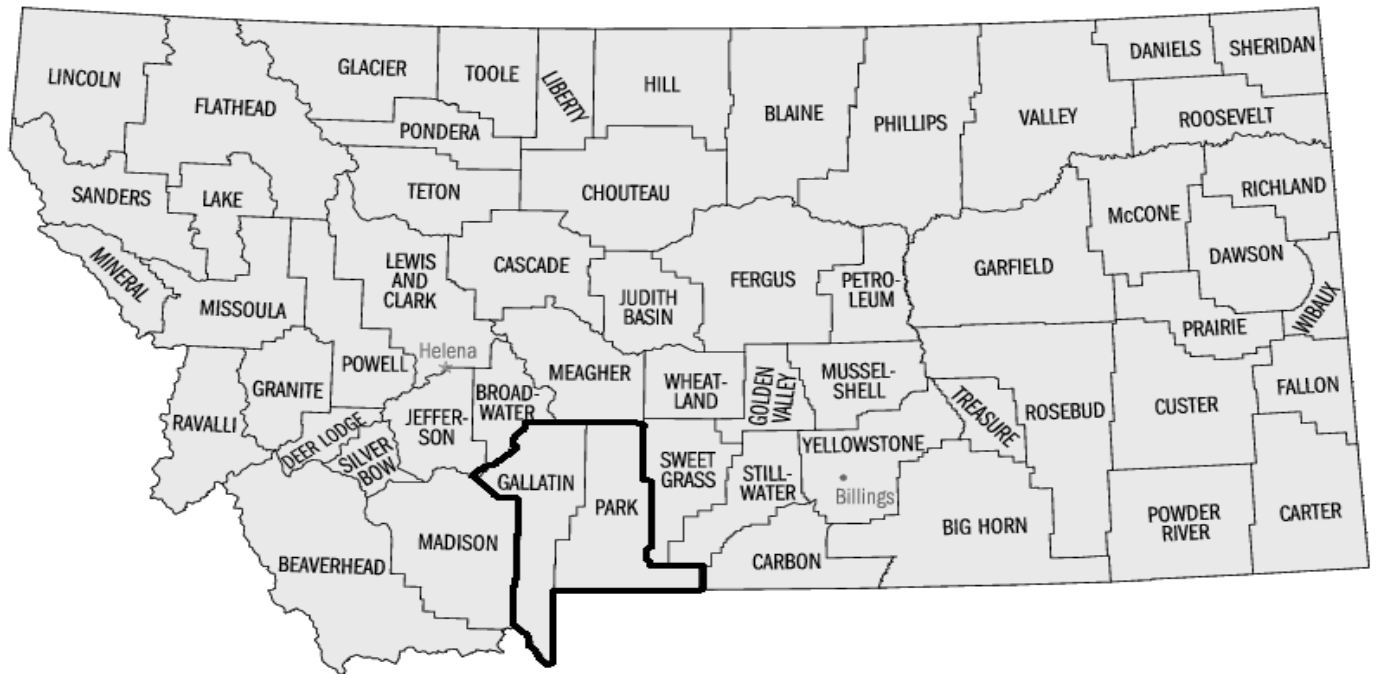 DANIELS
SHERIDAN
LINCOLN
GLACIER
TOOLE
LIBERTY
HILL
BLAINE
PHILLIPS
VALLEY
ROOSEVELT
FLATHEAD
PONDERA
SANDERS
LAKE
TETON
CHOUTEAU
McCONE
RICHLAND
MINERAL
MISSOULA
LEWIS
AND
CLARK
CASCADE
JUDITH
BASIN
FERGUS
PETRO-
LEUM
GARFIELD
DAWSON
WIBAUX
PRAIRIE
Helena
POWELL
GRANITE
RAVALLI
DEER LODGE
SILVER
BOW
JEFFER-
SON
BROAD-
WATER
MEAGHER
WHEAT-
LAND
GOLDEN
VALLEY
MUSSEL-
SHELL
TREASURE
ROSEBUD
CUSTER
FALLON
GALLATIN
PARK
SWEET
GRASS
STILL-
WATER
YELLOWSTONE
Billings
BEAVERHEAD
MADISON
CARBON
BIG HORN
POWDER
RIVER
CARTER